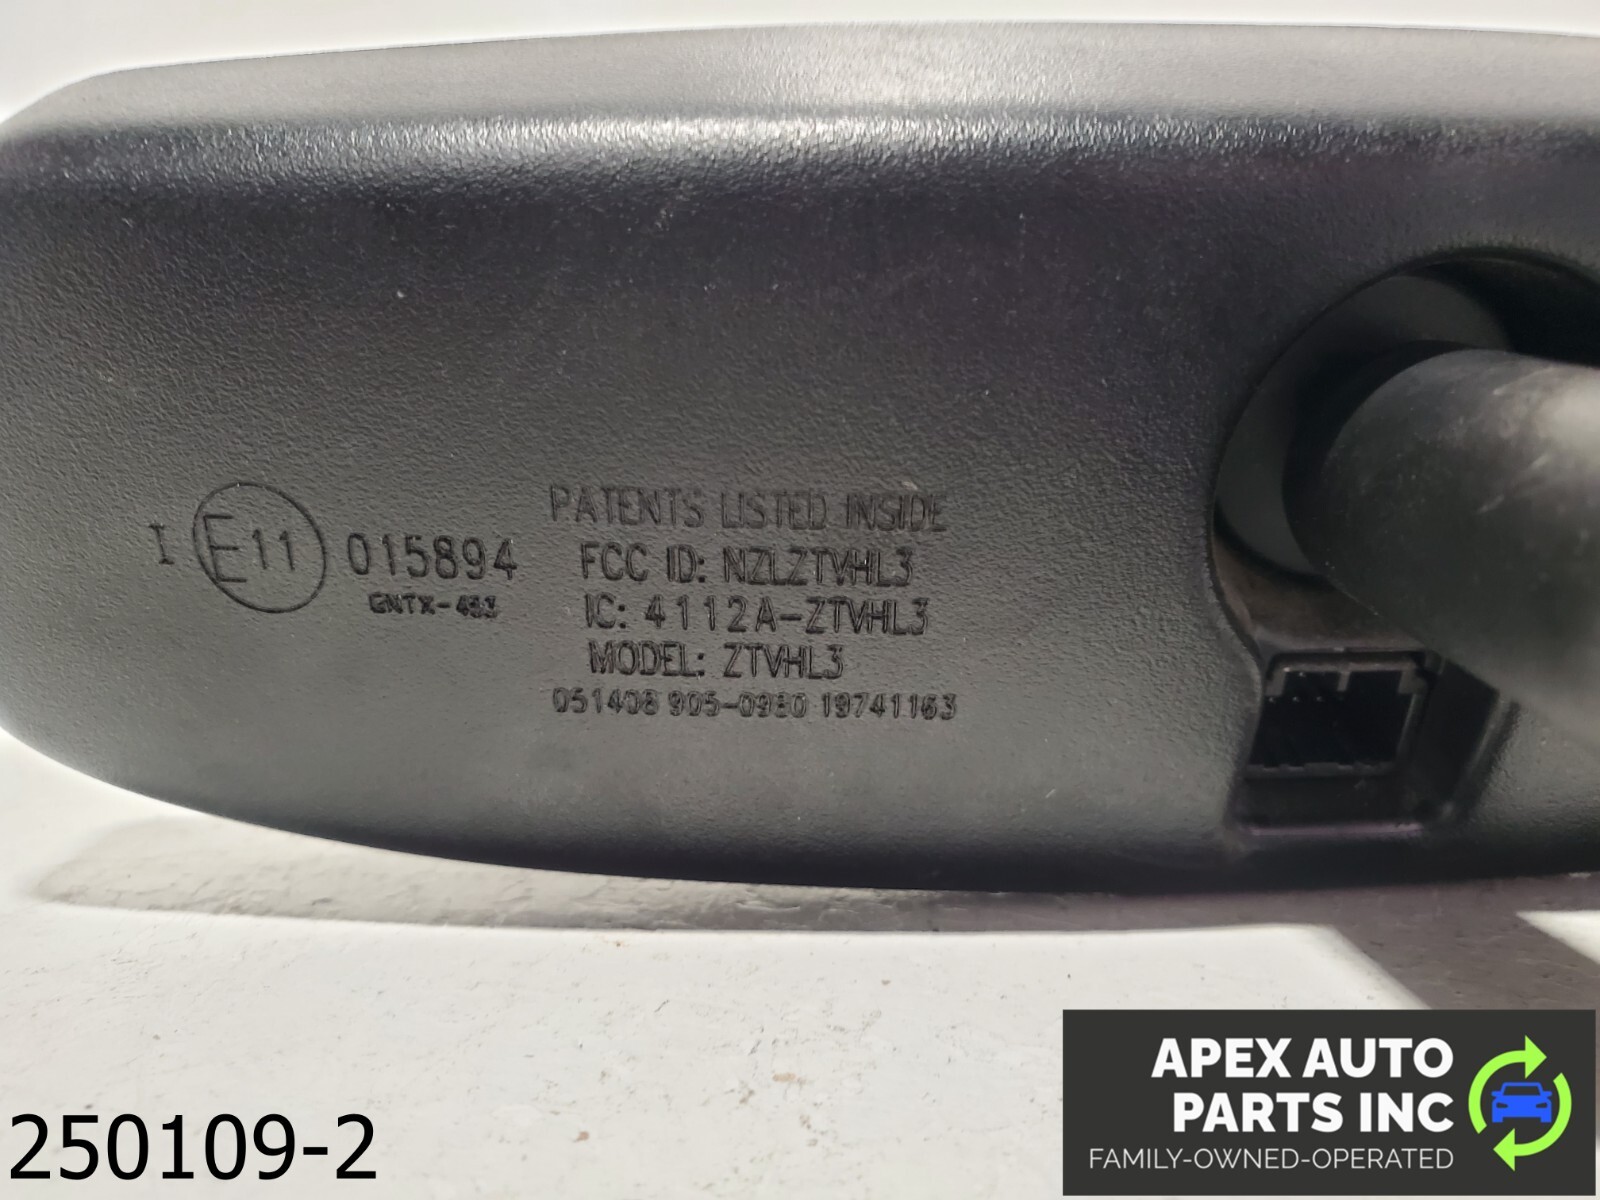 I E11 015894
GNTX-453
PATENTS LISTED INSIDE
FCC ID: NZLZTVHL3
IC: 4112A-ZTVHL3
MODEL: ZTVHL3
051408 905-0980 19741163
250109-2
APEX AUTO
PARTS INC
FAMILY-OWNED-OPERATED